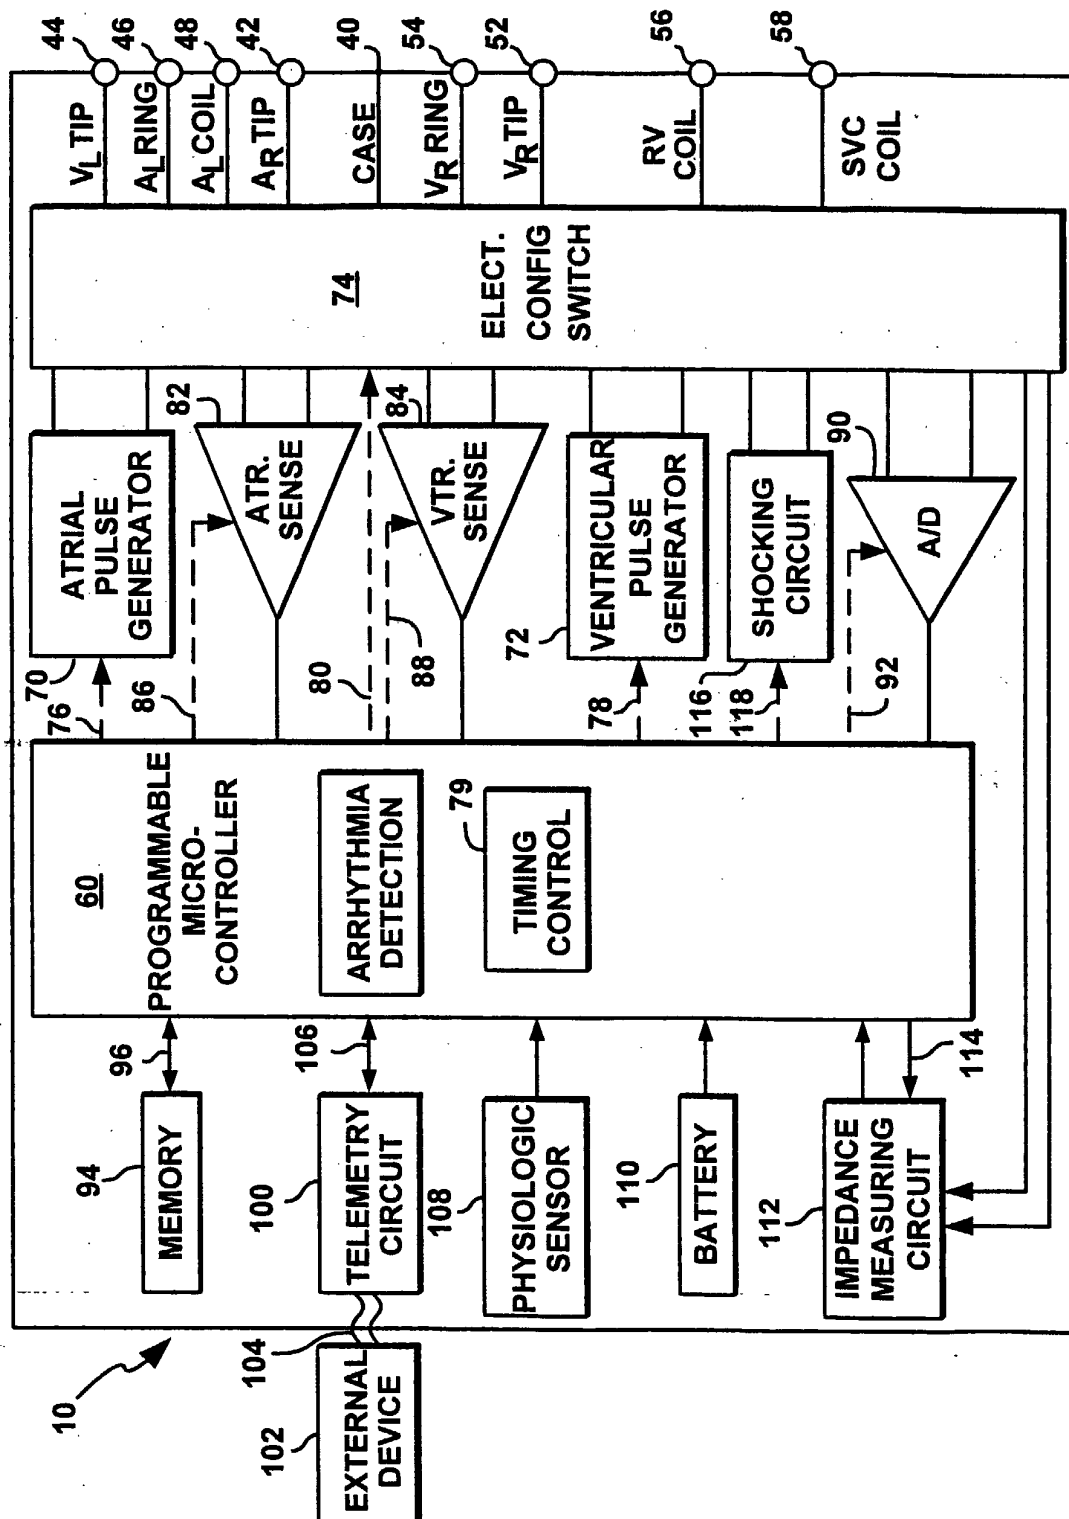 10
102
EXTERNAL
DEVICE
104
94
MEMORY
96
100
TELEMETRY
CIRCUIT
106
108
PHYSIOLOGIC
SENSOR
110
BATTERY
112
IMPEDANCE
MEASURING
CIRCUIT
114
60
PROGRAMMABLE
MICRO-
CONTROLLER
ARRHYTHMIA
DETECTION
79
TIMING
CONTROL
70
76
ATRIAL
PULSE
GENERATOR
86
82
ATR.
SENSE
80
88
84
VTR.
SENSE
72
78
VENTRICULAR
PULSE
GENERATOR
116
118
SHOCKING
CIRCUIT
92
90
A/D
74
ELECT.
CONFIG
SWITCH
VL TIP
44
AL RING
46
AL COIL
48
AR TIP
42
CASE
40
VR RING
54
VR TIP
52
RV
COIL
56
SVC
COIL
58